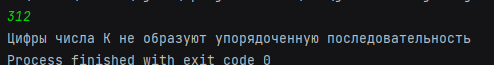 312
Цифры числа K не образуют упорядоченную последовательность
Process finished with exit code 0